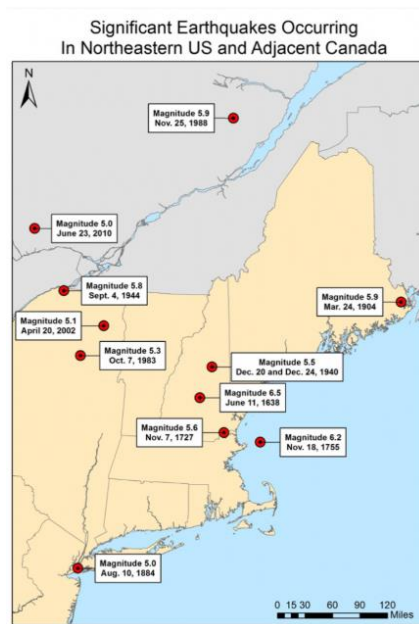 Significant Earthquakes Occurring
In Northeastern US and Adjacent Canada
N
Magnitude 5.9
Nov. 25, 1988
Magnitude 5.0
June 23, 2010
Magnitude 5.8
Sept. 4, 1944
Magnitude 5.9
Mar. 24, 1904
Magnitude 5.1
April 20, 2002
Magnitude 5.3
Oct. 7, 1983
Magnitude 5.5
Dec. 20 and Dec. 24, 1940
Magnitude 6.5
June 11, 1638
Magnitude 5.6
Nov. 7, 1727
Magnitude 6.2
Nov. 18, 1755
Magnitude 5.0
Aug. 10, 1884
0 15 30 60 90 120
Miles